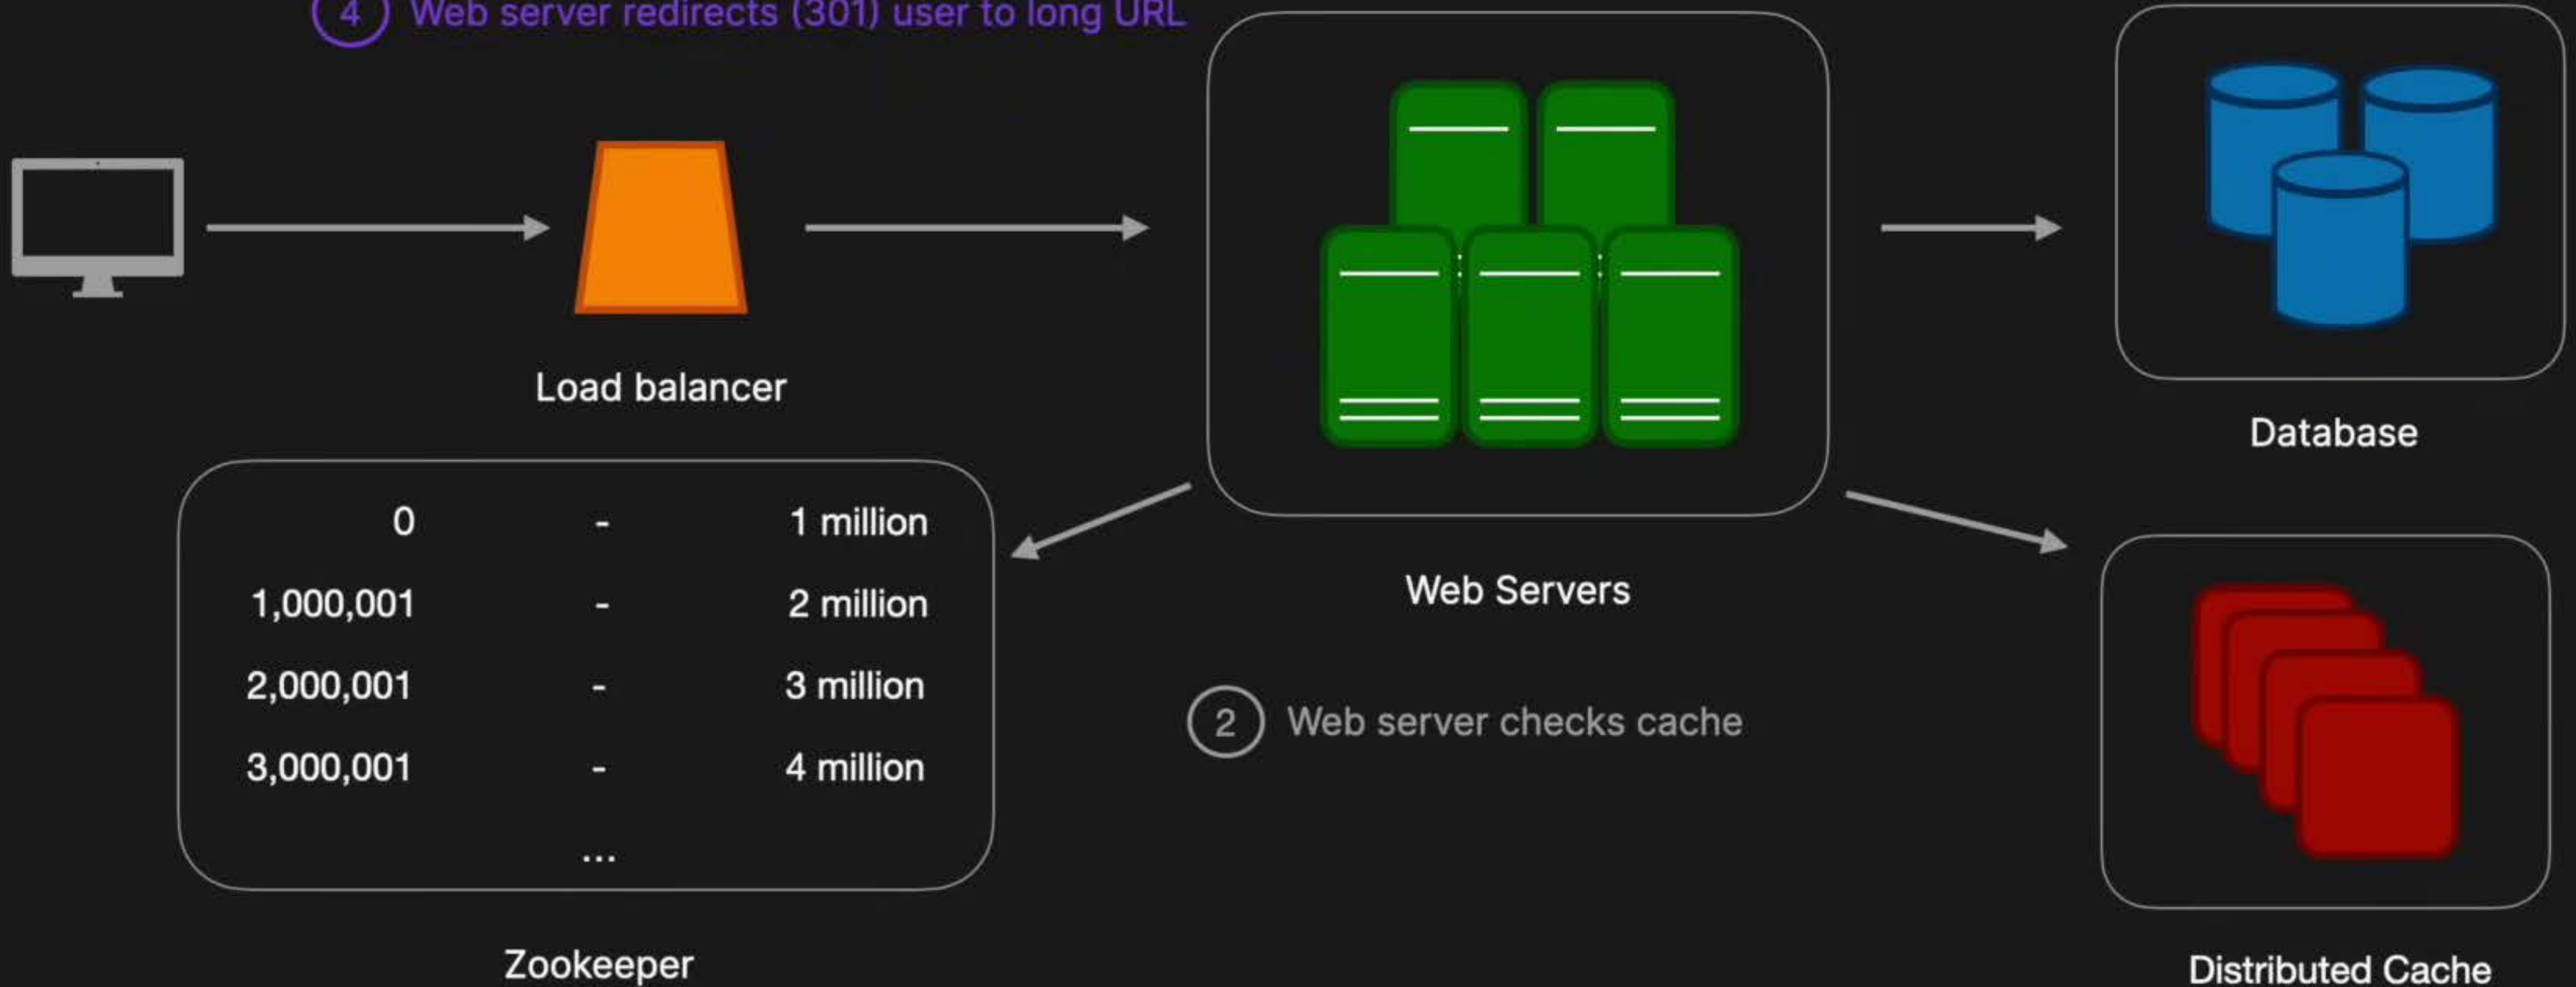 4 Web server redirects (301) user to long URL
Load balancer
Database
0 - 1 million
1,000,001 - 2 million
2,000,001 - 3 million
3,000,001 - 4 million
...
Zookeeper
Web Servers
2 Web server checks cache
Distributed Cache